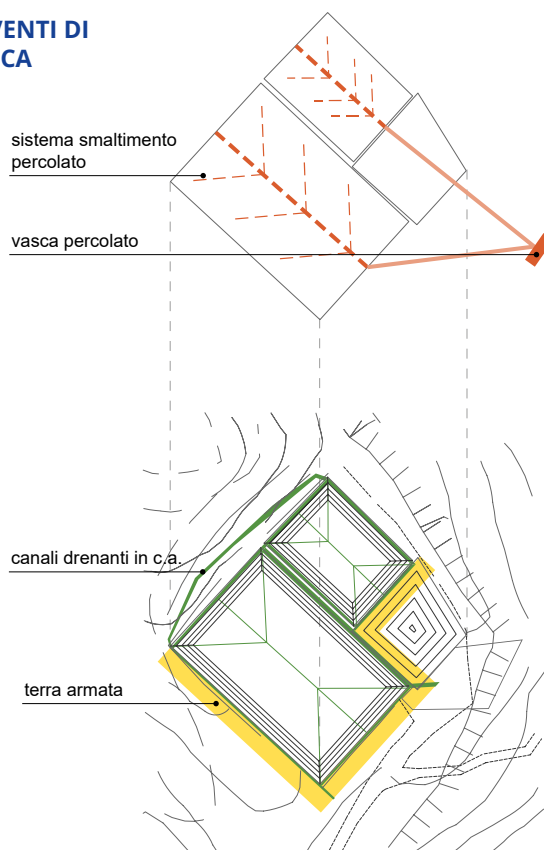 VENTI DI
CA
sistema smaltimento
percolato
vasca percolato
canali drenanti in c.a.
terra armata